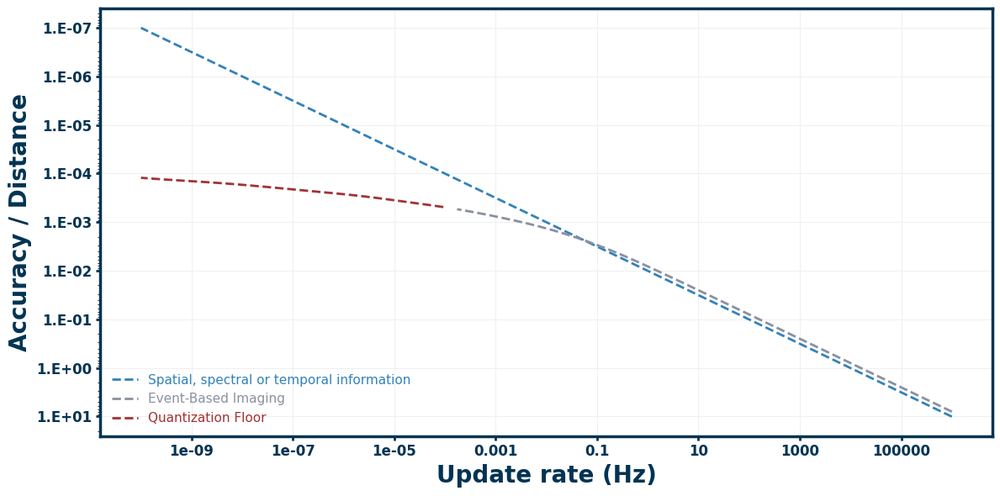 Accuracy / Distance
1.E-07
1.E-06
1.E-05
1.E-04
1.E-03
1.E-02
1.E-01
1.E+00
1.E+01
Spatial, spectral or temporal information
Event-Based Imaging
Quantization Floor
1e-09 1e-07 1e-05 0.001 0.1 10 1000 100000
Update rate (Hz)